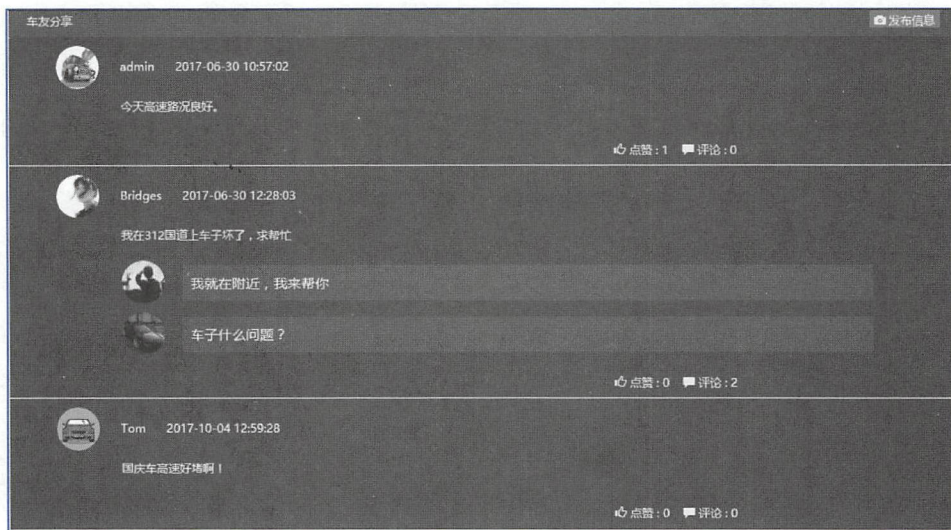 车友分享 发布信息
admin 2017-06-30 10:57:02
今天高速路况良好。
点赞:1 评论:0
Bridges 2017-06-30 12:28:03
我在312国道上车子坏了,求帮忙
我就在附近,我来帮你
车子什么问题?
点赞:0 评论:2
Tom 2017-10-04 12:59:28
国庆车高速好堵啊!
点赞:0 评论:0